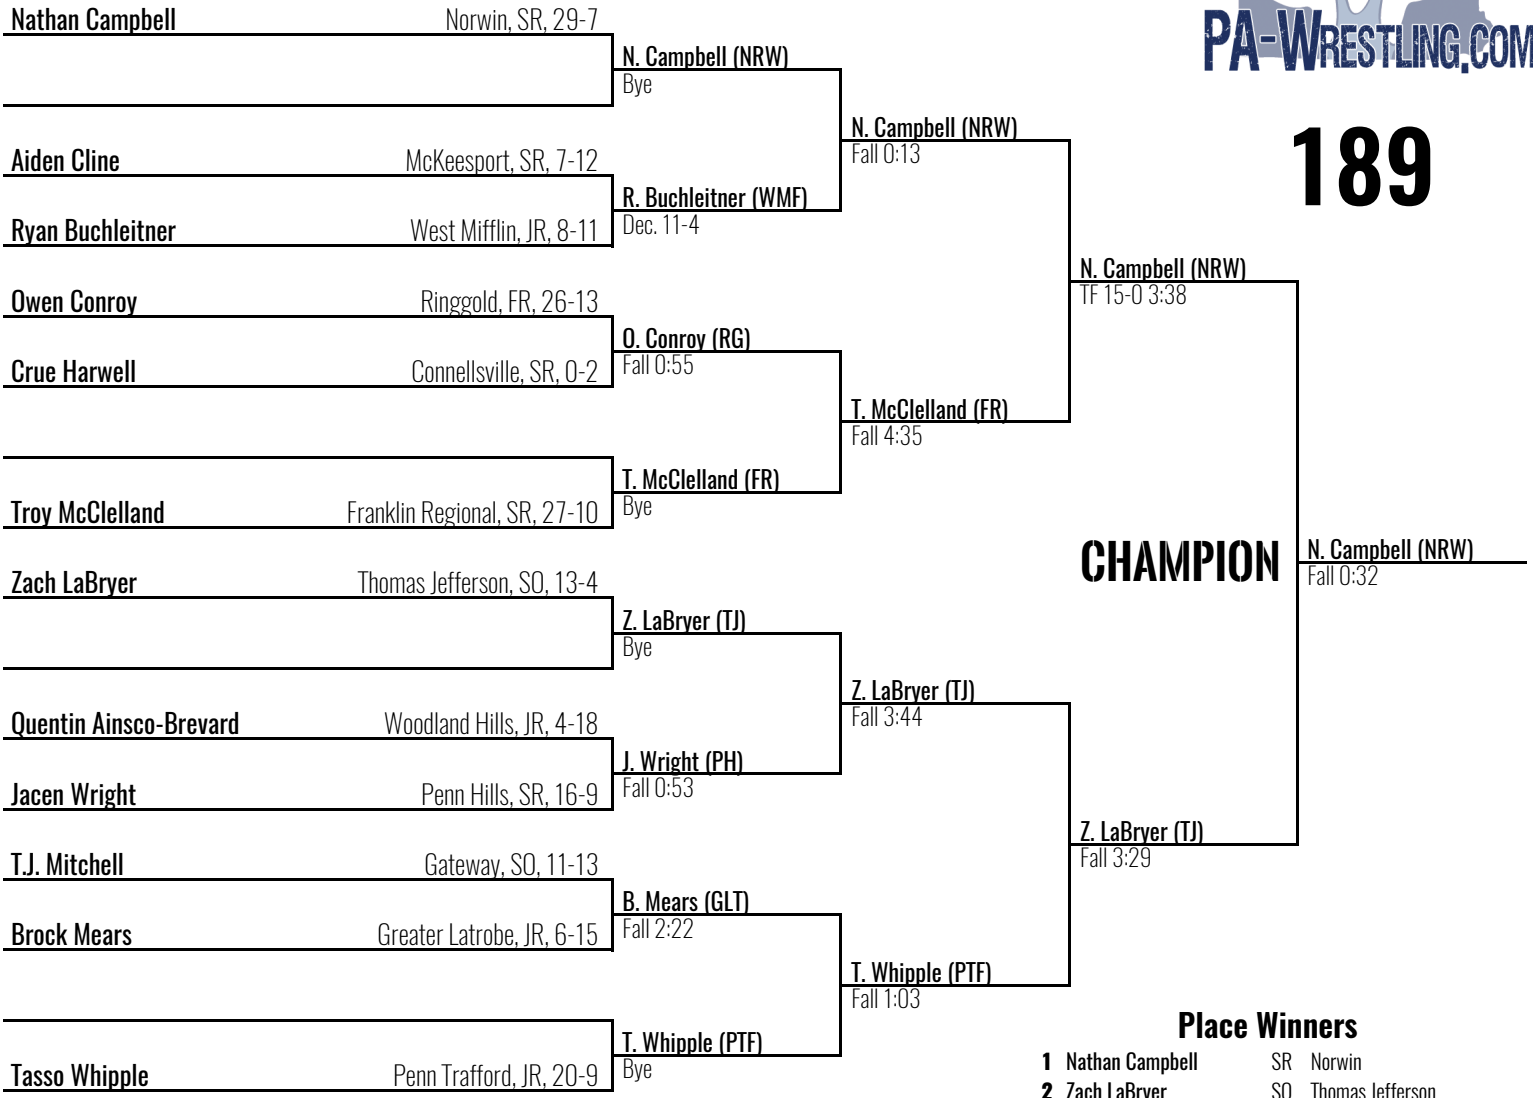 PA-WRESTLING.COM
189
Nathan Campbell Norwin, SR, 29-7
N. Campbell (NRW)
Bye
N. Campbell (NRW)
Fall 0:13
Aiden Cline McKeesport, SR, 7-12
R. Buchleitner (WMF)
Dec. 11-4
Ryan Buchleitner West Mifflin, JR, 8-11
N. Campbell (NRW)
TF 15-0 3:38
Owen Conroy Ringgold, FR, 26-13
O. Conroy (RG)
Fall 0:55
Crue Harwell Connellsville, SR, 0-2
T. McClelland (FR)
Fall 4:35
T. McClelland (FR)
Bye
Troy McClelland Franklin Regional, SR, 27-10
CHAMPION
N. Campbell (NRW)
Fall 0:32
Zach LaBryer Thomas Jefferson, SO, 13-4
Z. LaBryer (TJ)
Bye
Z. LaBryer (TJ)
Fall 3:44
Quentin Ainsco-Brevard Woodland Hills, JR, 4-18
J. Wright (PH)
Fall 0:53
Jacen Wright Penn Hills, SR, 16-9
Z. LaBryer (TJ)
Fall 3:29
T.J. Mitchell Gateway, SO, 11-13
B. Mears (GLT)
Fall 2:22
Brock Mears Greater Latrobe, JR, 6-15
T. Whipple (PTF)
Fall 1:03
T. Whipple (PTF)
Bye
Tasso Whipple Penn Trafford, JR, 20-9
Place Winners
1 Nathan Campbell SR Norwin
2 Zach LaBryer SO Thomas Jefferson